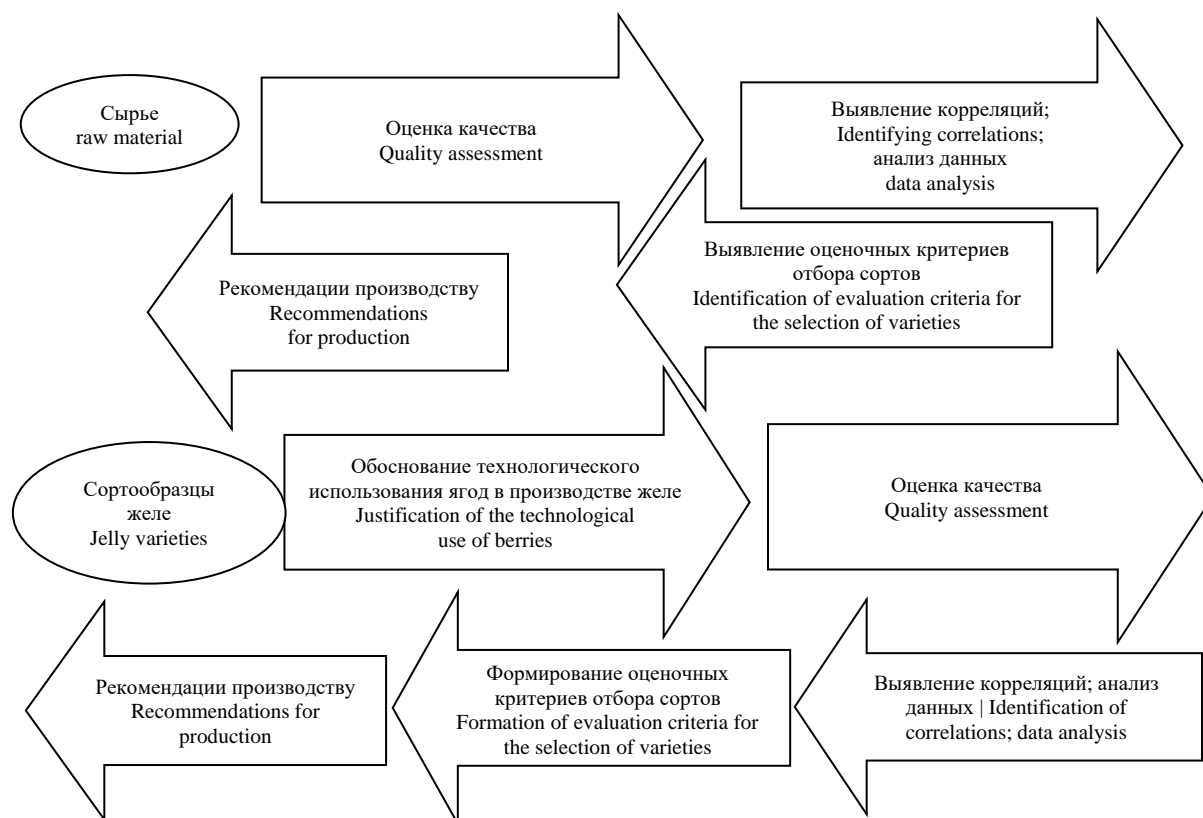 Сырье
raw material
Оценка качества
Quality assessment
Выявление корреляций;
Identifying correlations;
анализ данных
data analysis
Выявление оценочных критериев
отбора сортов
Identification of evaluation criteria for
the selection of varieties
Рекомендации производству
Recommendations
for production
Сортообразцы
желе
Jelly varieties
Обоснование технологического
использования ягод в производстве желе
Justification of the technological
use of berries
Оценка качества
Quality assessment
Выявление корреляций; анализ
данных | Identification of
correlations; data analysis
Формирование оценочных
критериев отбора сортов
Formation of evaluation criteria for
the selection of varieties
Рекомендации производству
Recommendations for
production